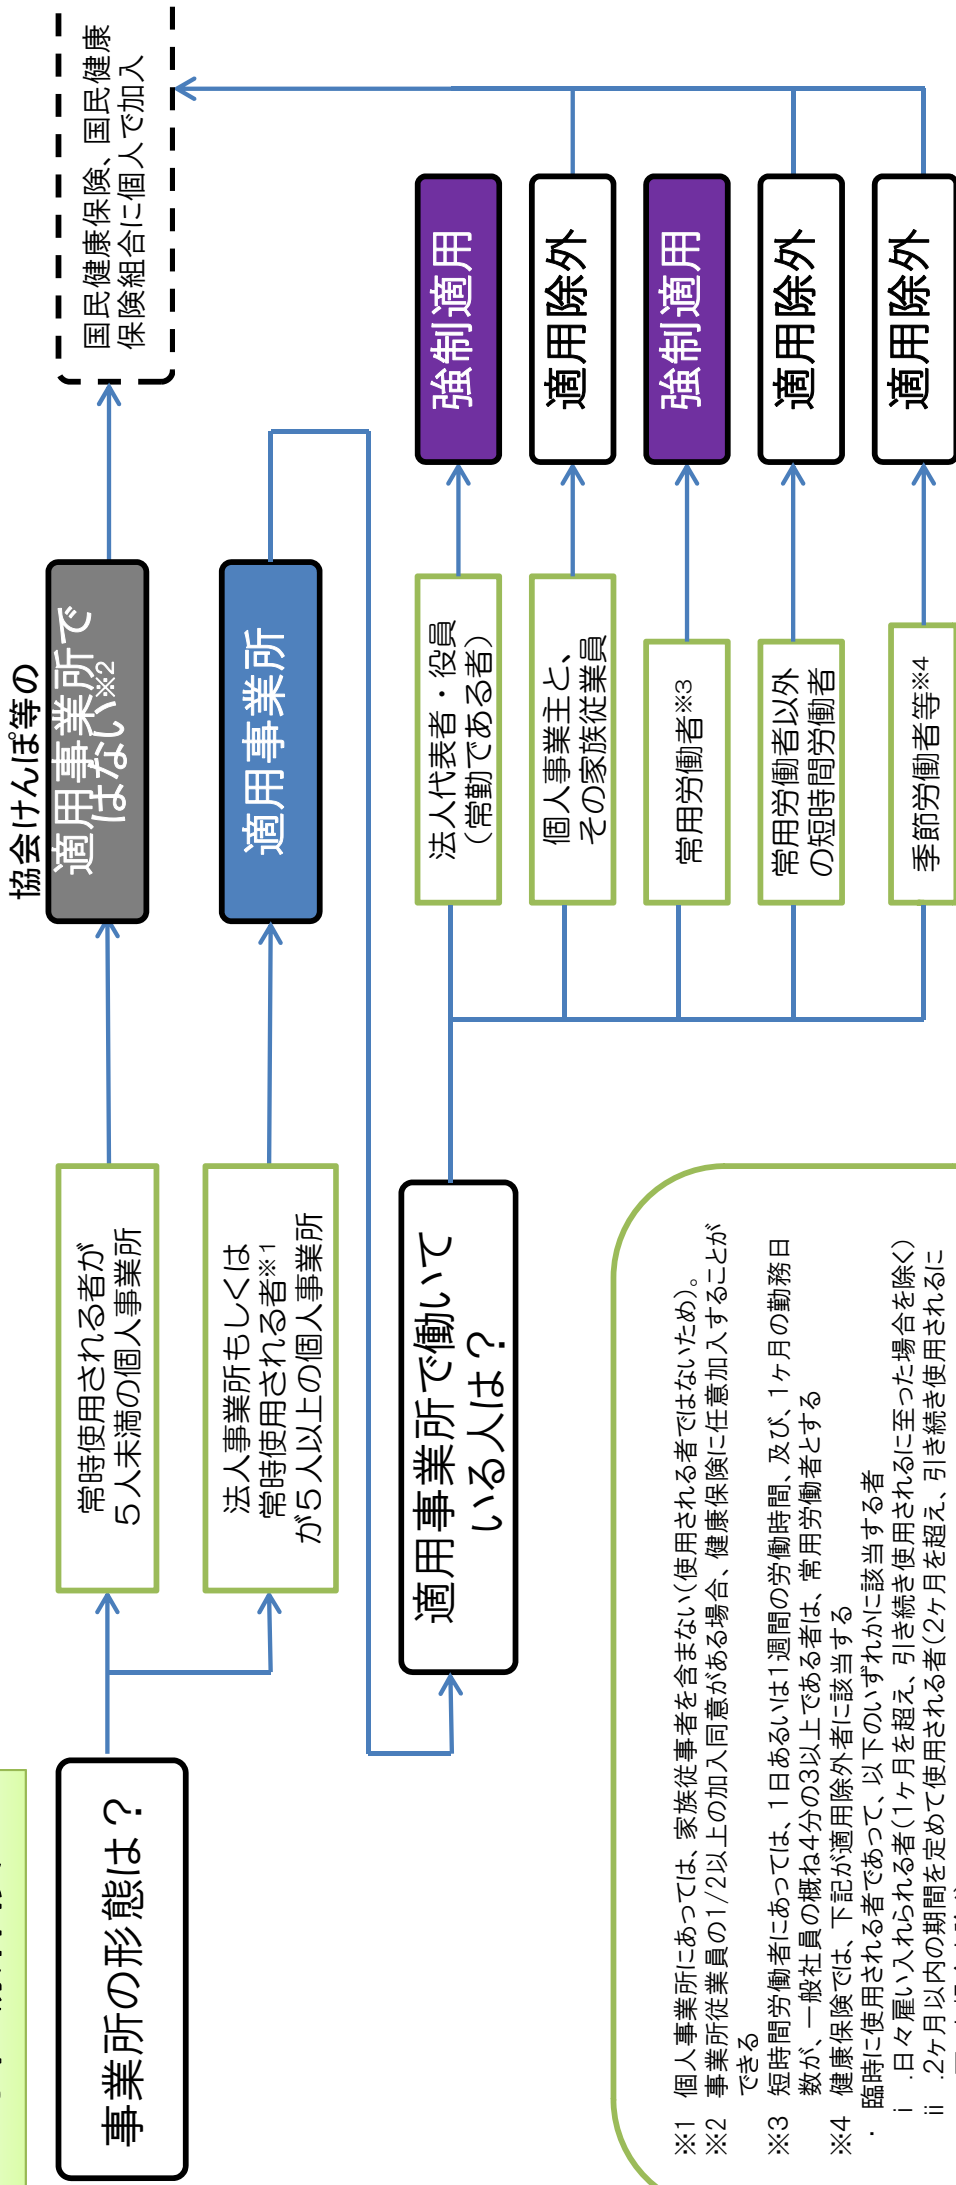 事業所の形態は？
常時使用される者が
５人未満の個人事業所
法人事業所もしくは
常時使用される者※1
が５人以上の個人事業所
協会けんぽ等の
適用事業所で
はない※2
適用事業所
国民健康保険、国民健康
保険組合に個人で加入
適用事業所で働いて
いる人は？
法人代表者・役員
（常勤である者）
強制適用
個人事業主と、
その家族従業員
適用除外
常用労働者※3
強制適用
常用労働者以外
の短時間労働者
適用除外
季節労働者等※4
適用除外
※1 個人事業所にあっては、家族従事者を含まない（使用される者ではないため）。
※2 事業所従業員の1/2以上の加入同意がある場合、健康保険に任意加入することが
できる
※3 短時間労働者にあっては、1日あるいは1週間の労働時間、及び、1ヶ月の勤務日
数が、一般社員の概ね4分の3以上である者は、常用労働者とする
※4 健康保険では、下記が適用除外者に該当する
・ 臨時に使用される者であって、以下のいずれかに該当する者
ⅰ .日々雇い入れられる者（1ヶ月を超え、引き続き使用されるに至った場合を除く）
ⅱ .2ヶ月以内の期間を定めて使用される者（2ヶ月を超え、引き続き使用されるに